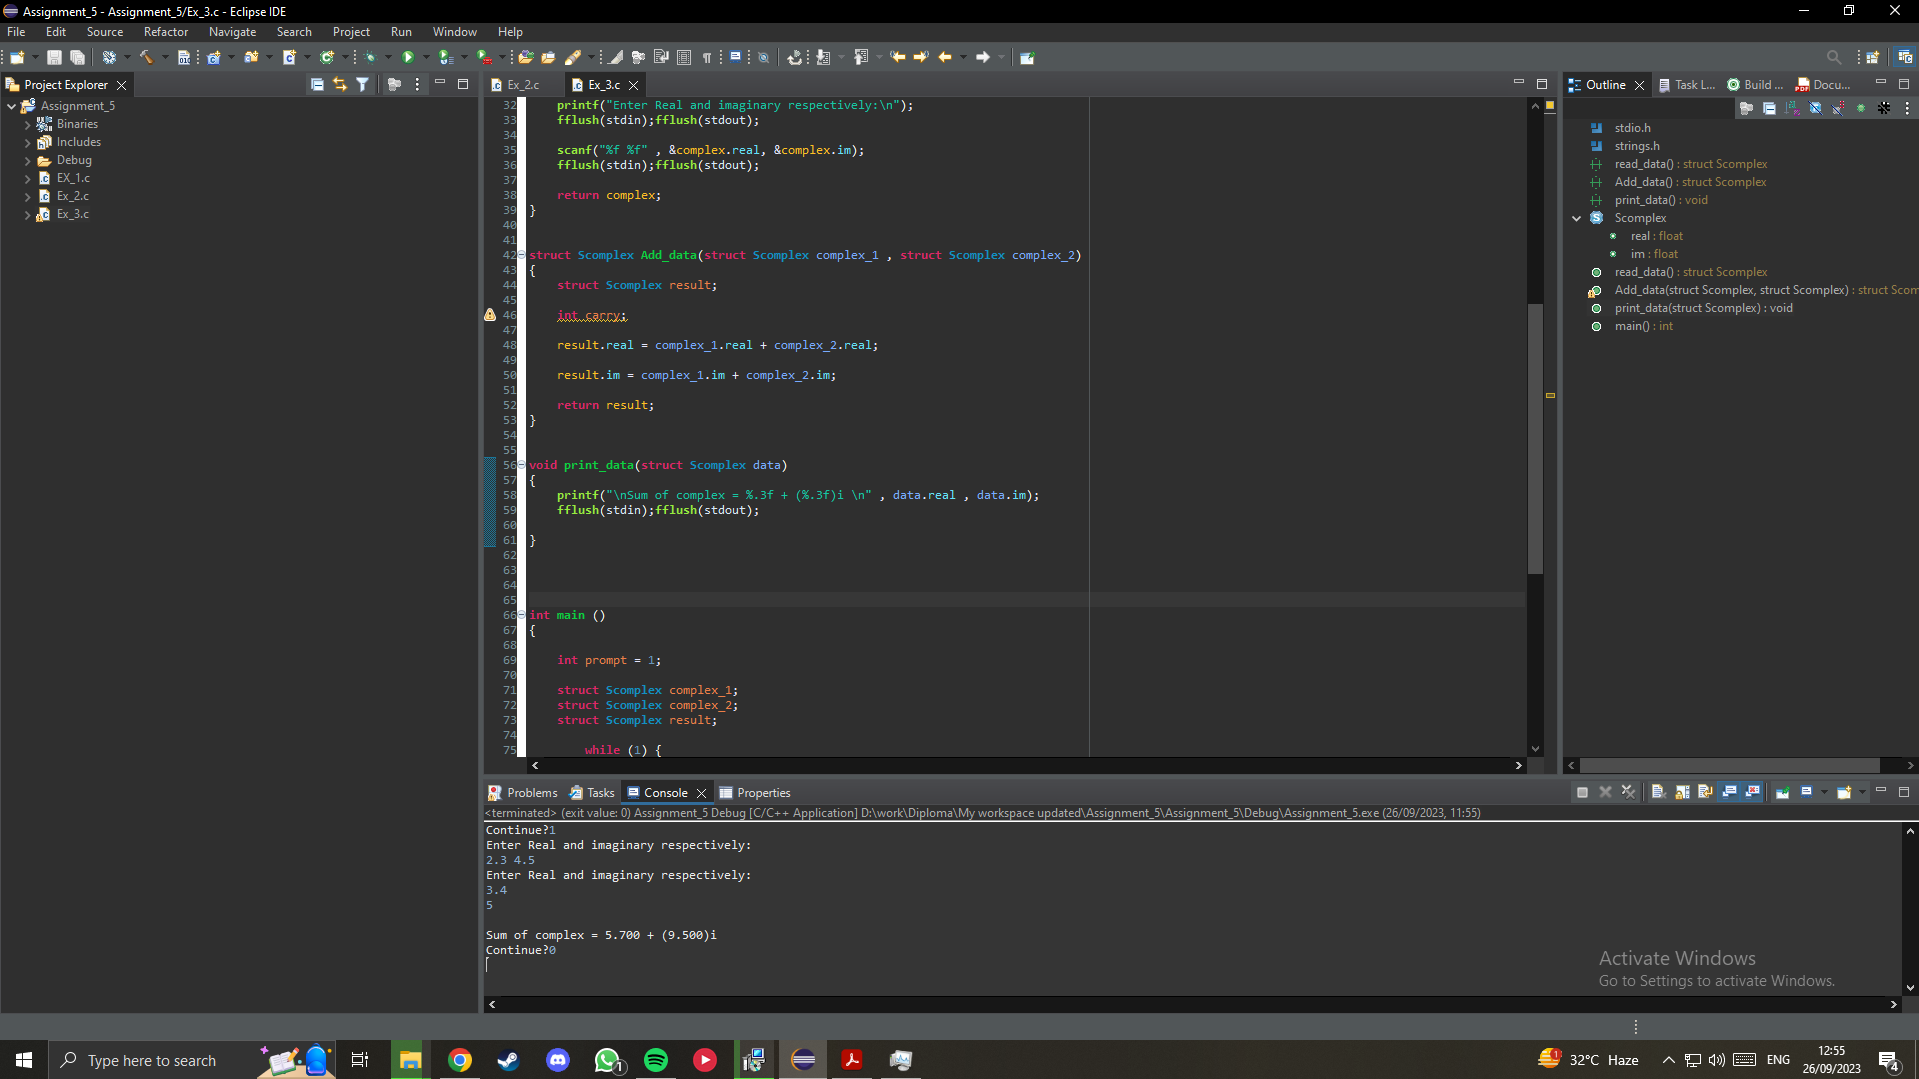 Assignment_5 - Assignment_5/Ex_3.c - Eclipse IDE
File Edit Source Refactor Navigate Search Project Run Window Help
Project Explorer
Assignment_5
Binaries
Includes
Debug
EX_1.c
Ex_2.c
Ex_3.c
Ex_2.c Ex_3.c
32 printf("Enter Real and imaginary respectively:\n");
33 fflush(stdin);fflush(stdout);
34
35 scanf("%f %f" , &complex.real, &complex.im);
36 fflush(stdin);fflush(stdout);
37
38 return complex;
39 }
40
41
42 struct Scomplex Add_data(struct Scomplex complex_1 , struct Scomplex complex_2)
43 {
44 struct Scomplex result;
45
46 int carry;
47
48 result.real = complex_1.real + complex_2.real;
49
50 result.im = complex_1.im + complex_2.im;
51
52 return result;
53 }
54
55
56 void print_data(struct Scomplex data)
57 {
58 printf("\nSum of complex = %.3f + (%.3f)i \n" , data.real , data.im);
59 fflush(stdin);fflush(stdout);
60
61 }
62
63
64
65
66 int main ()
67 {
68
69 int prompt = 1;
70
71 struct Scomplex complex_1;
72 struct Scomplex complex_2;
73 struct Scomplex result;
74
75 while (1) {
Outline Task L... Build ... Docu...
stdio.h
strings.h
read_data() : struct Scomplex
Add_data() : struct Scomplex
print_data() : void
Scomplex
real : float
im : float
read_data() : struct Scomplex
Add_data(struct Scomplex, struct Scomplex) : struct Scom
print_data(struct Scomplex) : void
main() : int
Problems Tasks Console Properties
<terminated> (exit value: 0) Assignment_5 Debug [C/C++ Application] D:\work\Diploma\My workspace updated\Assignment_5\Assignment_5\Debug\Assignment_5.exe (26/09/2023, 11:55)
Continue?1
Enter Real and imaginary respectively:
2.3 4.5
Enter Real and imaginary respectively:
3.4
5
Sum of complex = 5.700 + (9.500)i
Continue?0
Activate Windows
Go to Settings to activate Windows.
Type here to search
1
1
32°C Haze
ENG
12:55
26/09/2023
4